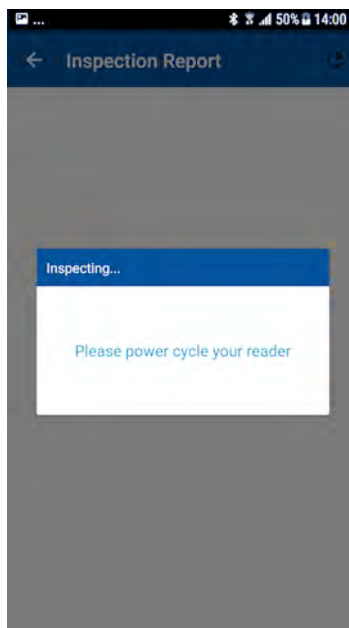 ... 50% 14:00
Inspection Report
Inspecting...
Please power cycle your reader